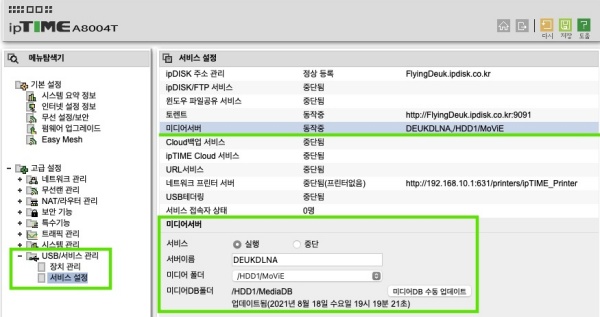 ipTIME A8004T
다시 저장 도움
메뉴탐색기
기본 설정
시스템 요약 정보
인터넷 설정 정보
무선 설정/보안
펌웨어 업그레이드
Easy Mesh
고급 설정
네트워크 관리
무선랜 관리
NAT/라우터 관리
보안 기능
특수기능
트래픽 관리
시스템 관리
USB/서비스 관리
장치 관리
서비스 설정
서비스 설정
ipDISK 주소 관리 정상 등록 FlyingDeuk.ipdisk.co.kr
ipDISK/FTP 서비스 중단됨
윈도우 파일공유 서비스 중단됨
토렌트 동작중 http://FlyingDeuk.ipdisk.co.kr:9091
미디어서버 동작중 DEUKDLNA,/HDD1/MoViE
Cloud백업 서비스 중단됨
ipTIME Cloud 서비스 중단됨
URL서비스 중단됨
네트워크 프린터 서버 중단됨(프린터없음) http://192.168.10.1:631/printers/ipTIME_Printer
USB테더링 중단됨
서비스 접속자 상태 0명
미디어서버
서비스 실행 중단
서버이름 DEUKDLNA
미디어 폴더 /HDD1/MoViE
미디어DB폴더 /HDD1/MediaDB 미디어DB 수동 업데이트
업데이트됨(2021년 8월 18일 수요일 19시 19분 21초)